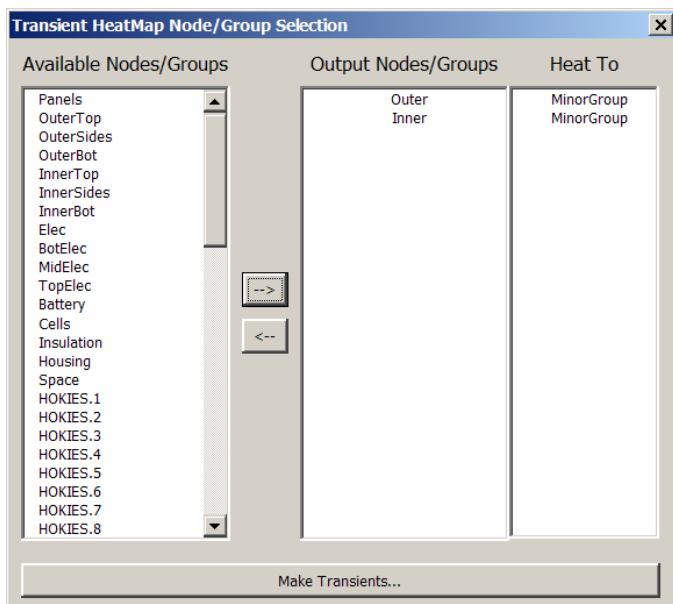 Transient HeatMap Node/Group Selection
Available Nodes/Groups
Output Nodes/Groups
Heat To
Panels
OuterTop
OuterSides
OuterBot
InnerTop
InnerSides
InnerBot
Elec
BotElec
MidElec
TopElec
Battery
Cells
Insulation
Housing
Space
HOKIES.1
HOKIES.2
HOKIES.3
HOKIES.4
HOKIES.5
HOKIES.6
HOKIES.7
HOKIES.8
-->
<--
Outer MinorGroup
Inner MinorGroup
Make Transients...